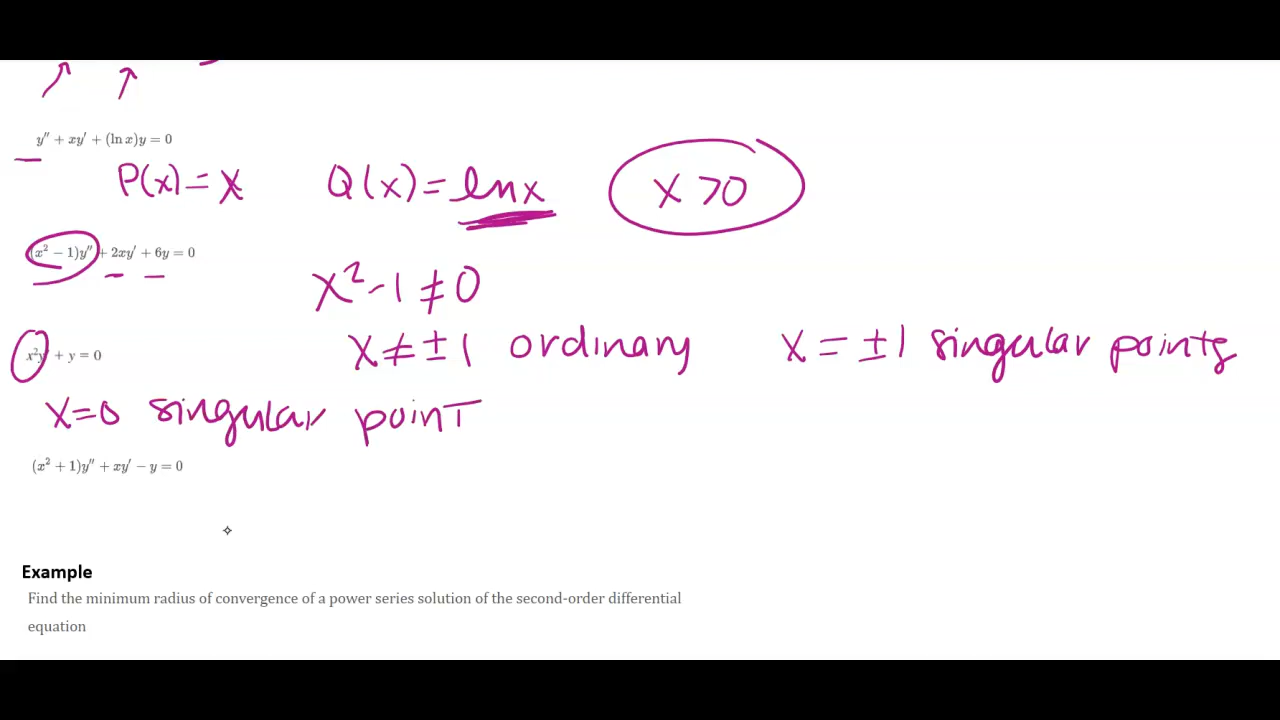 y″ + xy′ + (ln x)y = 0
P(x) = x Q(x) = ln x x > 0
(x² − 1)y″ + 2xy′ + 6y = 0
x² − 1 ≠ 0
x ≠ ±1 ordinary x = ±1 singular points
x²y″ + y = 0
x=0 singular point
(x² + 1)y″ + xy′ − y = 0
Example
Find the minimum radius of convergence of a power series solution of the second-order differential
equation